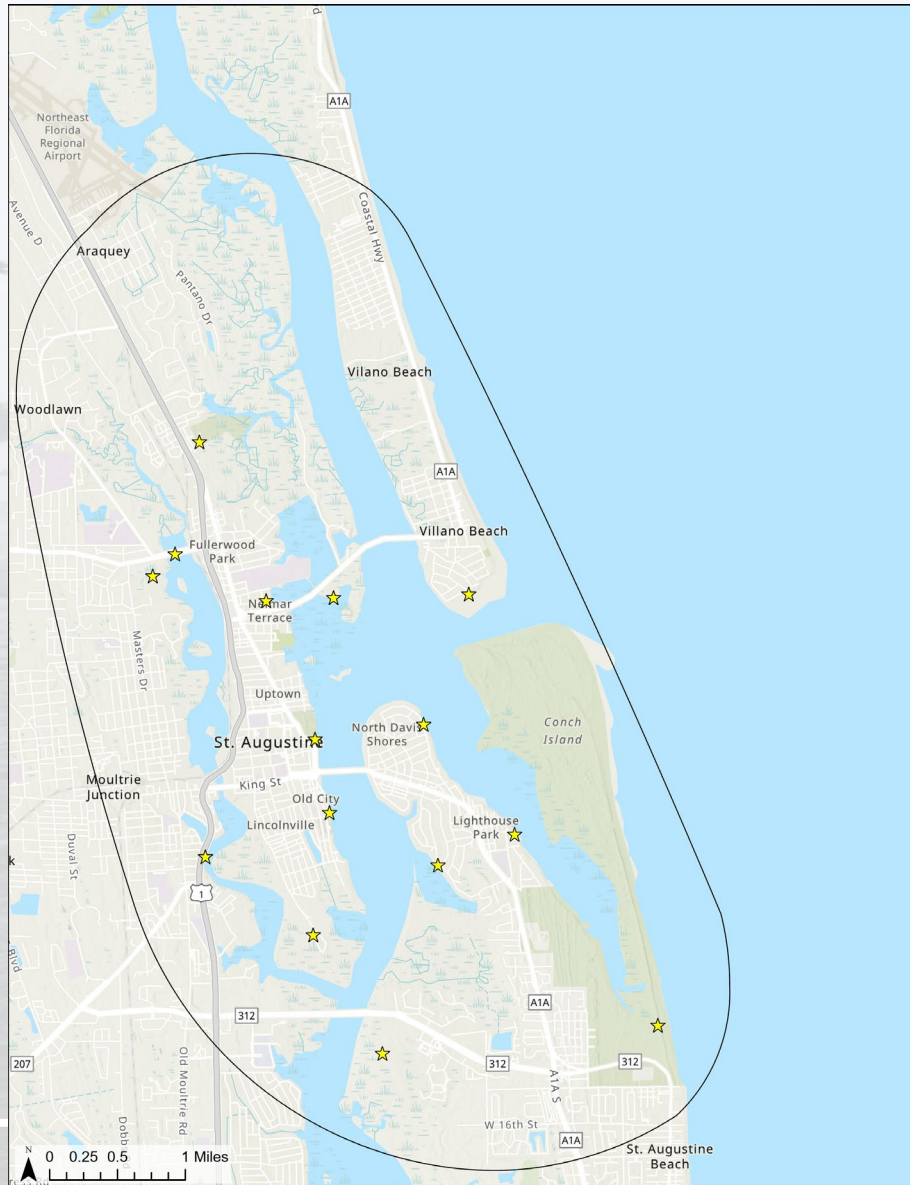 A1A
Northeast
Florida
Regional
Airport
Avenue D
Coastal Hwy
Araquey
Pantano Dr
Vilano Beach
Woodlawn
A1A
Villano Beach
Fullerwood
Park
Nelmar
Terrace
Masters Dr
Uptown
North Davis
Shores
Conch
Island
St. Augustine
Moultrie
Junction
King St
Old City
Lincolnville
Lighthouse
Park
Duval St
k
1
Blvd
A1A
312
207
Old Moultrie Rd
312
312
A1A S
W 16th St
A1A
St. Augustine
Beach
N
0 0.25 0.5 1 Miles